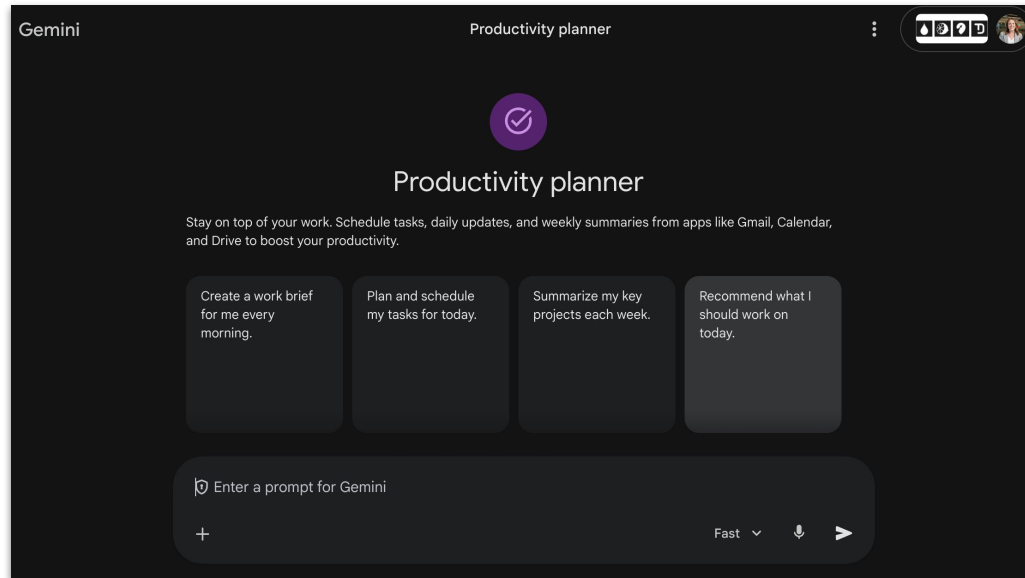 Gemini
Productivity planner
Productivity planner
Stay on top of your work. Schedule tasks, daily updates, and weekly summaries from apps like Gmail, Calendar,
and Drive to boost your productivity.
Create a work brief
for me every
morning.
Plan and schedule
my tasks for today.
Summarize my key
projects each week.
Recommend what I
should work on
today.
Enter a prompt for Gemini
Fast